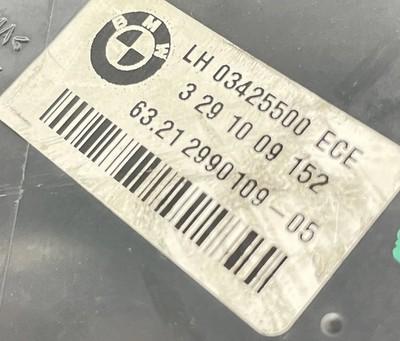 BMW
LH 03425500 ECE
3 29 10 09 152
63.21 2990109-05